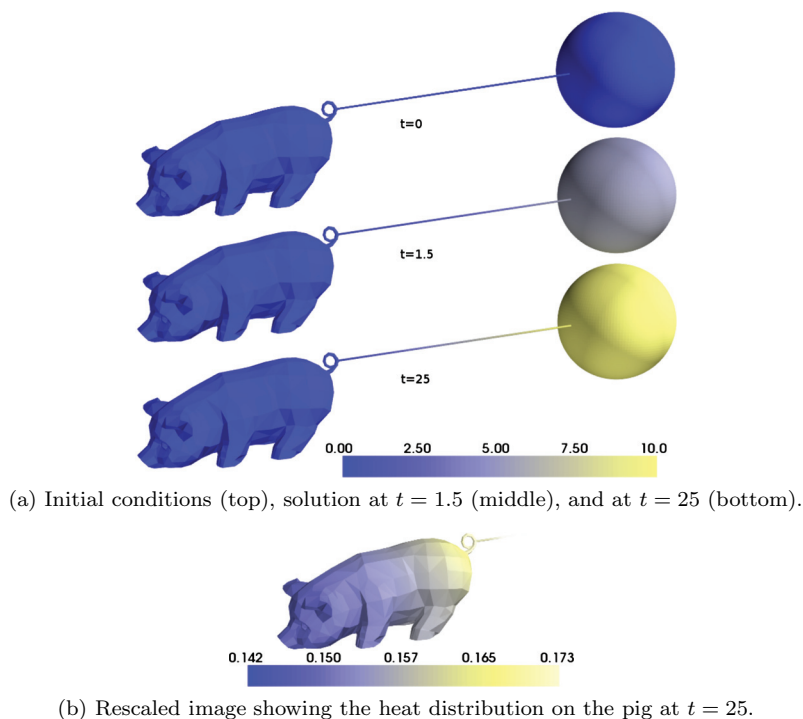 t=0
t=1.5
t=25
0.00 2.50 5.00 7.50 10.0
(a) Initial conditions (top), solution at t = 1.5 (middle), and at t = 25 (bottom).
0.142 0.150 0.157 0.165 0.173
(b) Rescaled image showing the heat distribution on the pig at t = 25.